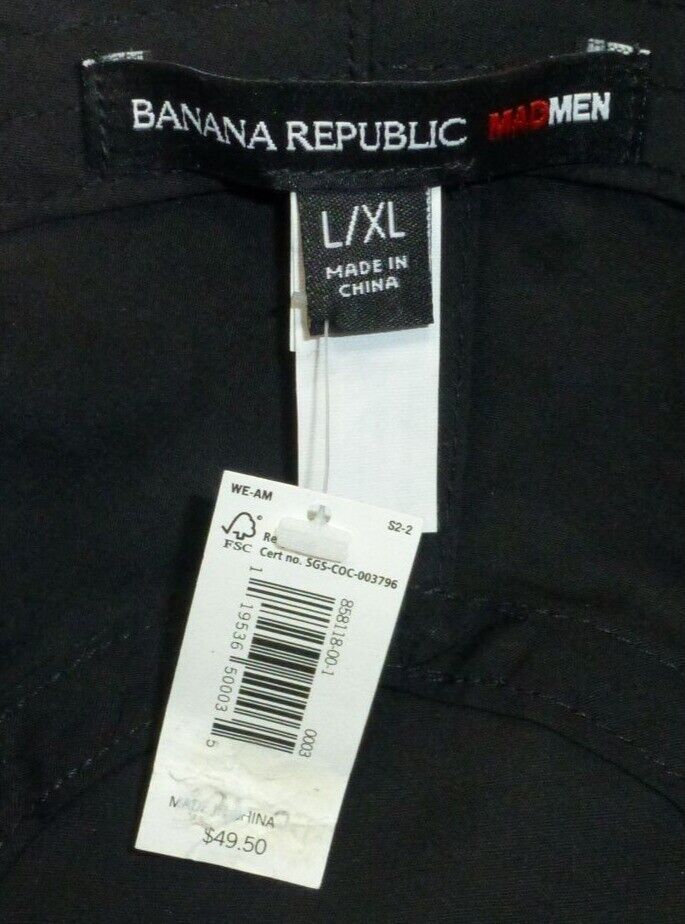 BANANA REPUBLIC MADMEN
L/XL
MADE IN
CHINA
WE-AM
S2-2
FSC
Cert no. SGS-COC-003796
858118-00-1
0003
1 19536 50003 5
$49.50